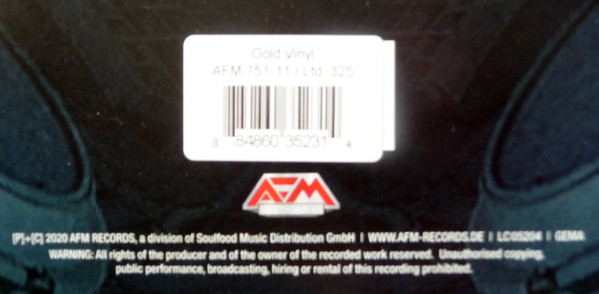 Gold Vinyl
AFM 751-11 / Ltd. 325
8 84860 35231 4
AFM
[P]+[C] 2020 AFM RECORDS, a division of Soulfood Music Distribution GmbH | WWW.AFM-RECORDS.DE | LC 05204 | GEMA
WARNING: All rights of the producer and of the owner of the recorded work reserved. Unauthorised copying,
public performance, broadcasting, hiring or rental of this recording prohibited.